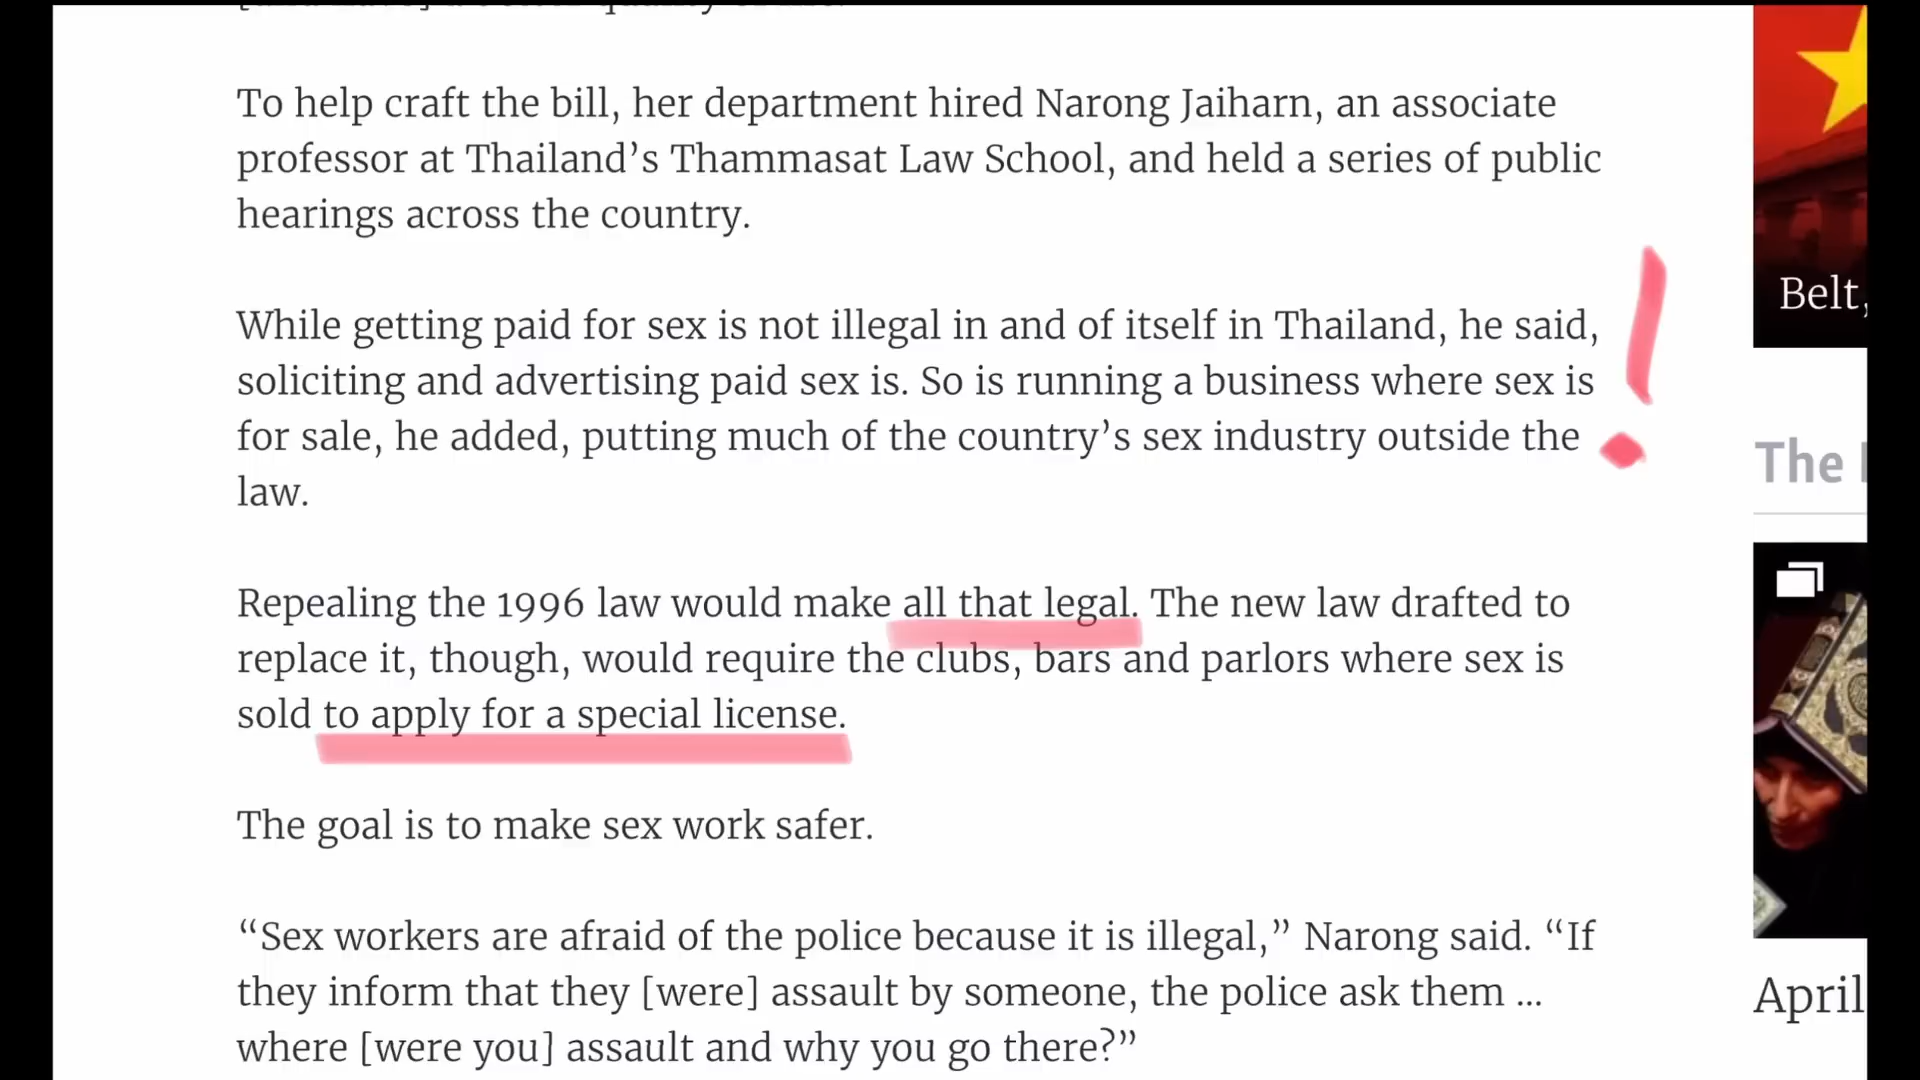 To help craft the bill, her department hired Narong Jaiharn, an associate
professor at Thailand’s Thammasat Law School, and held a series of public
hearings across the country.
While getting paid for sex is not illegal in and of itself in Thailand, he said,
soliciting and advertising paid sex is. So is running a business where sex is
for sale, he added, putting much of the country’s sex industry outside the
law.
Repealing the 1996 law would make all that legal. The new law drafted to
replace it, though, would require the clubs, bars and parlors where sex is
sold to apply for a special license.
The goal is to make sex work safer.
“Sex workers are afraid of the police because it is illegal,” Narong said. “If
they inform that they [were] assault by someone, the police ask them ...
where [were you] assault and why you go there?”
Belt,
The
April